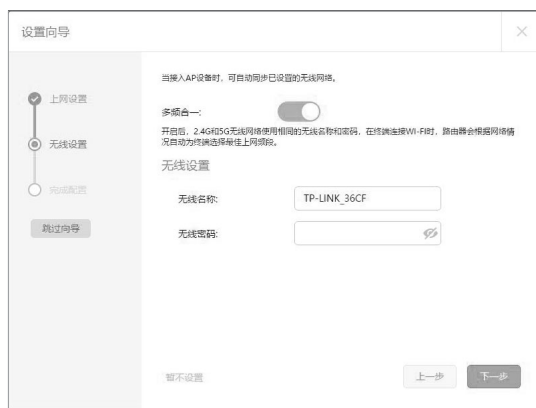 设置向导
上网设置
无线设置
完成配置
跳过向导
当接入AP设备时，可自动同步已设置的无线网络。
多频合一:
开启后，2.4G和5G无线网络使用相同的无线名称和密码，在终端连接WI-FI时，路由器会根据网络情
况自动为终端选择最佳上网频段。
无线设置
无线名称: TP-LINK_36CF
无线密码:
暂不设置 上一步 下一步